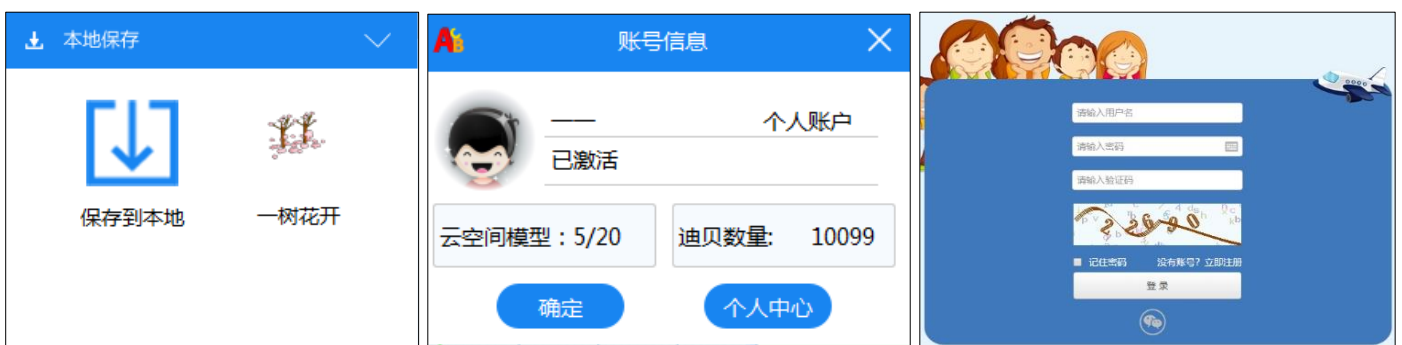 本地保存
保存到本地
一树花开
账号信息
一一
个人账户
已激活
云空间模型：5/20
迪贝数量: 10099
确定
个人中心
请输入用户名
请输入密码
请输入验证码
22690
记住密码 没有账号? 立即注册
登录